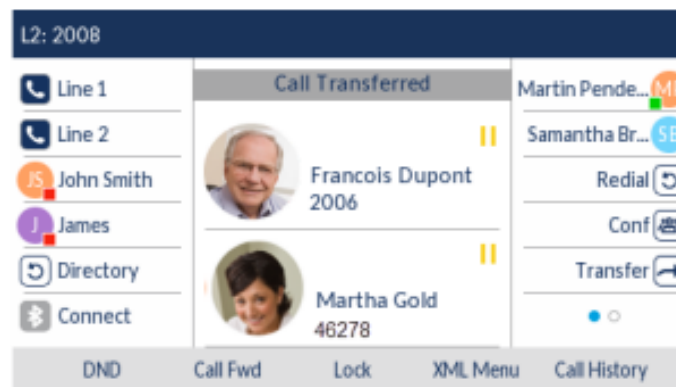 L2: 2008
Line 1
Line 2
JS John Smith
J James
Directory
Connect
Call Transferred
Francois Dupont
2006
Martha Gold
46278
Martin Pende...
Samantha Br... SB
Redial
Conf
Transfer
DND Call Fwd Lock XML Menu Call History